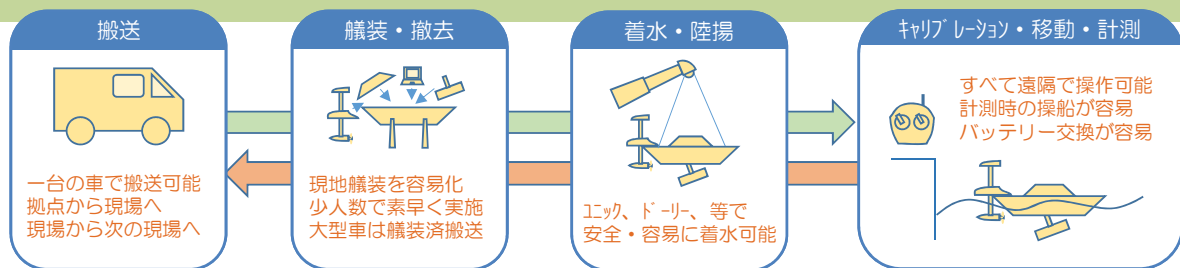 搬送
一台の車で搬送可能
拠点から現場へ
現場から次の現場へ
艤装・撤去
現地艤装を容易化
少人数で素早く実施
大型車は艤装済搬送
着水・陸揚
ﾕﾆｯｸ、ﾄﾞｰﾘｰ、等で
安全・容易に着水可能
ｷｬﾘﾌﾞﾚｰｼｮﾝ・移動・計測
すべて遠隔で操作可能
計測時の操船が容易
バッテリー交換が容易